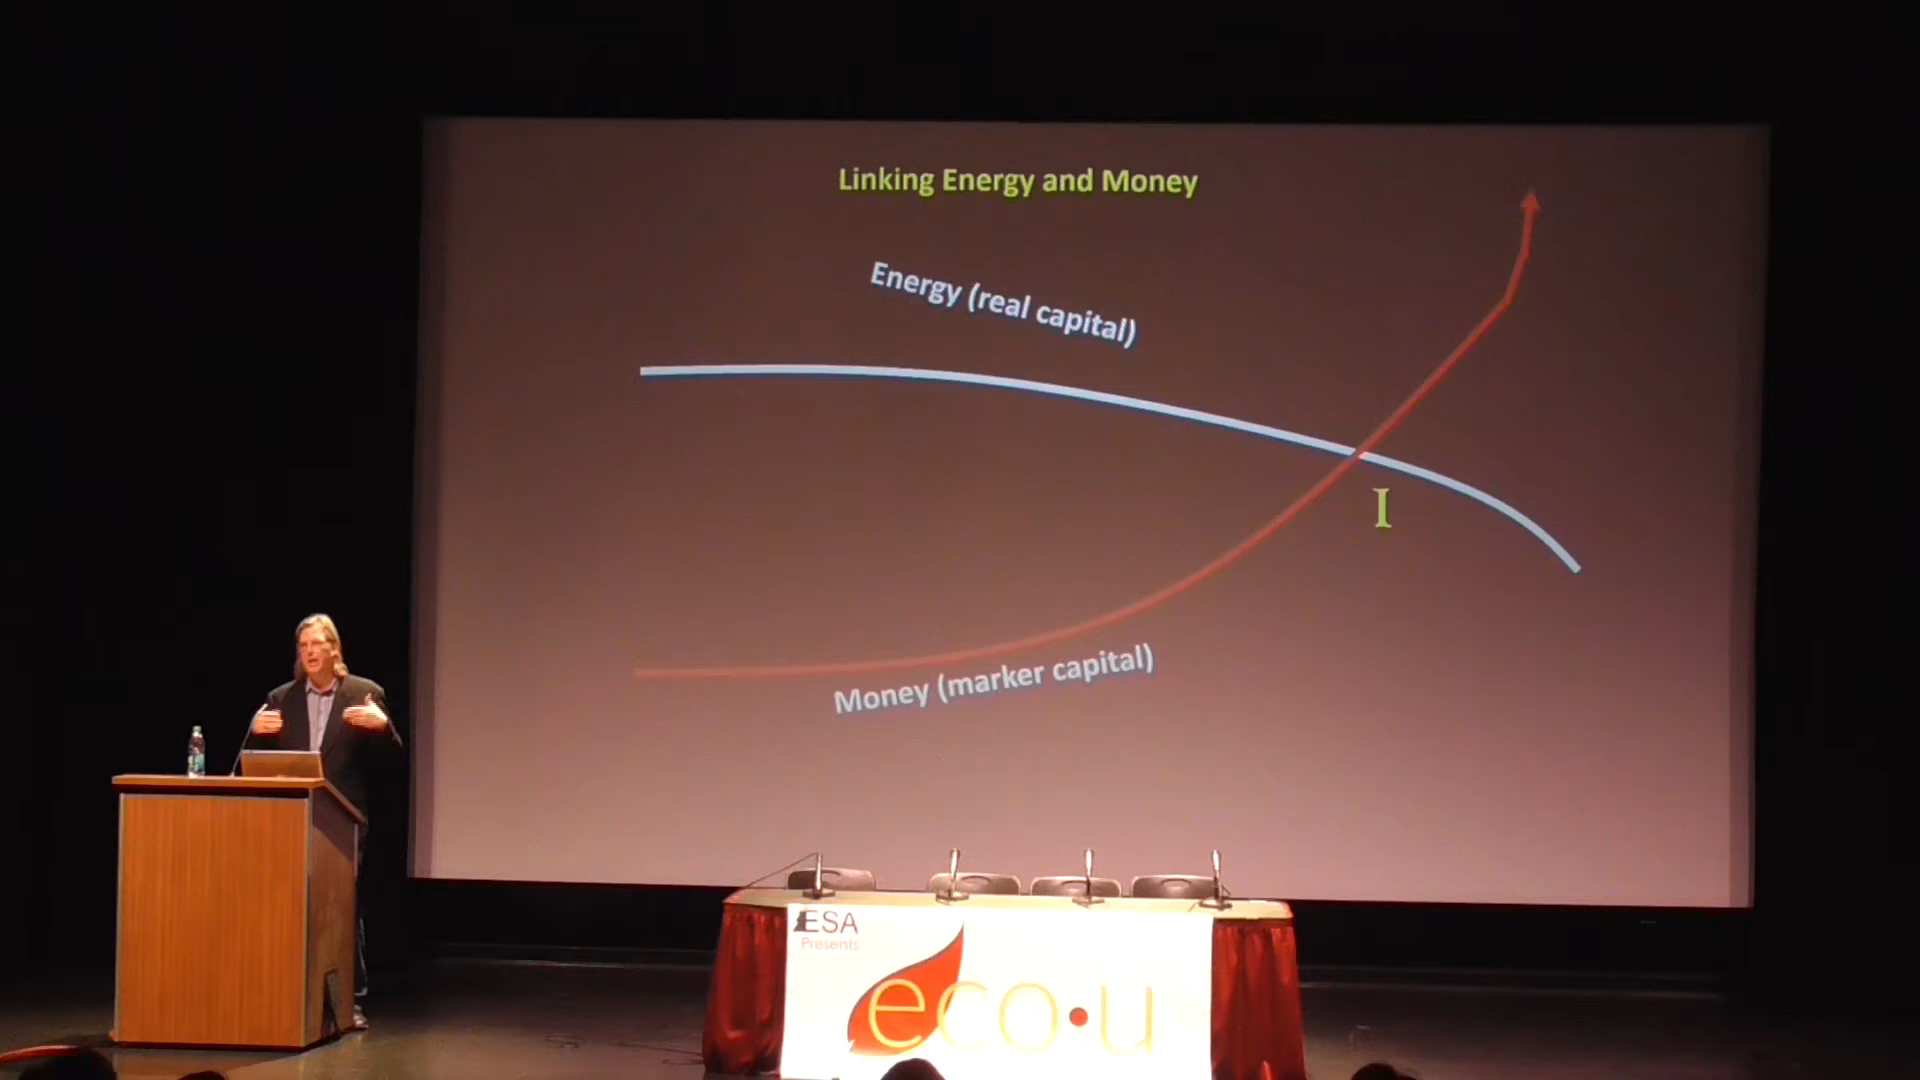 Linking Energy and Money
Energy (real capital)
I
Money (marker capital)
ESA
Presents
eco•u